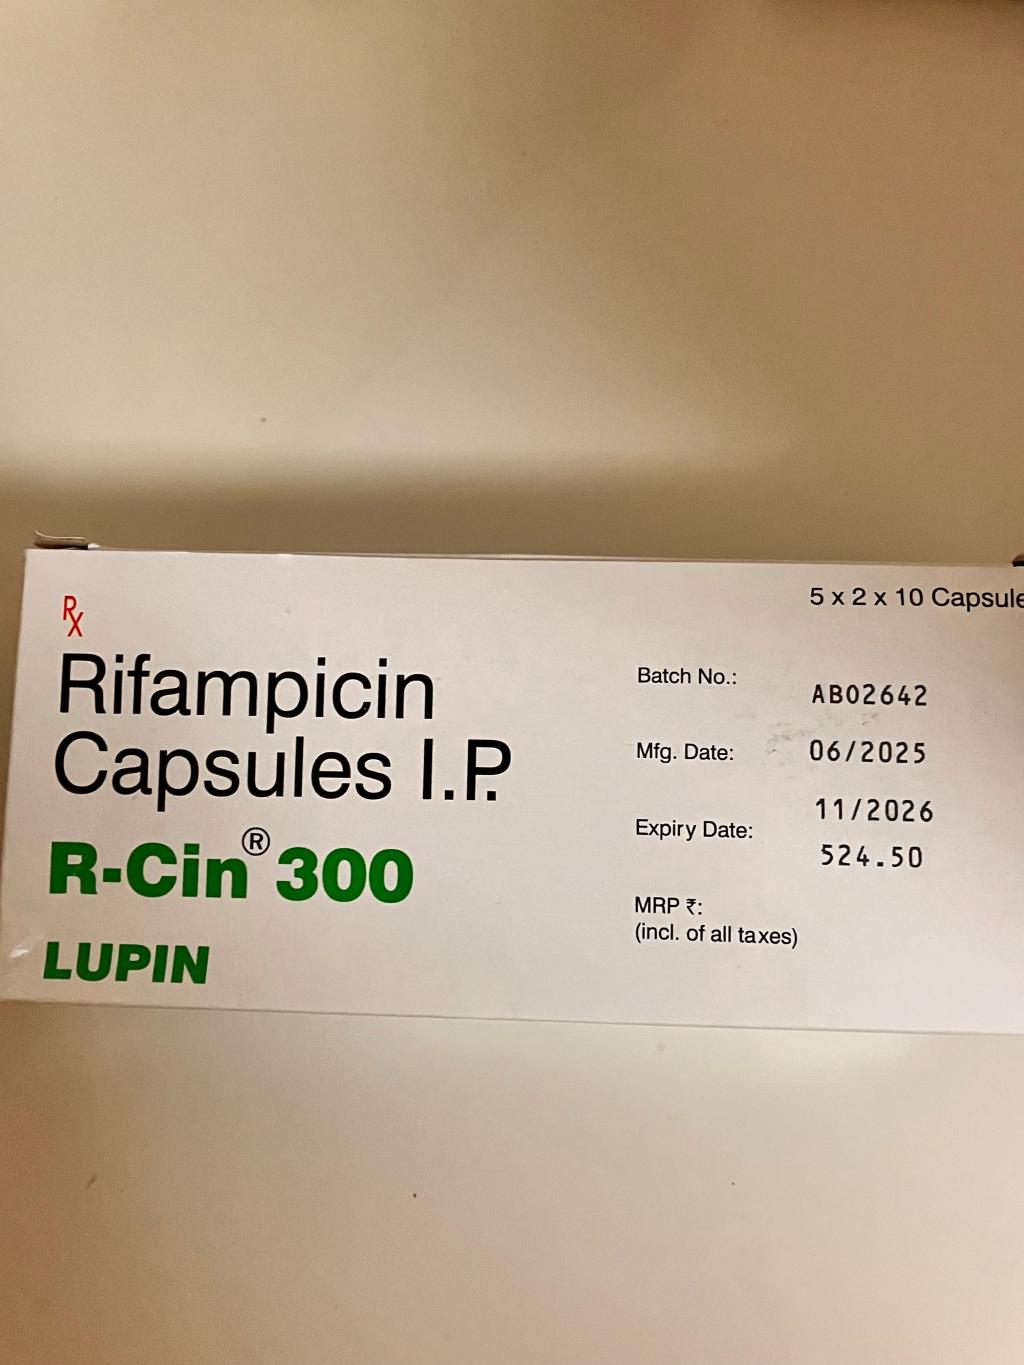 Rx
Rifampicin
Capsules I.P.
R-Cin® 300
LUPIN
5 x 2 x 10 Capsule
Batch No.: AB02642
Mfg. Date: 06/2025
Expiry Date: 11/2026
MRP ₹: 524.50
(incl. of all taxes)